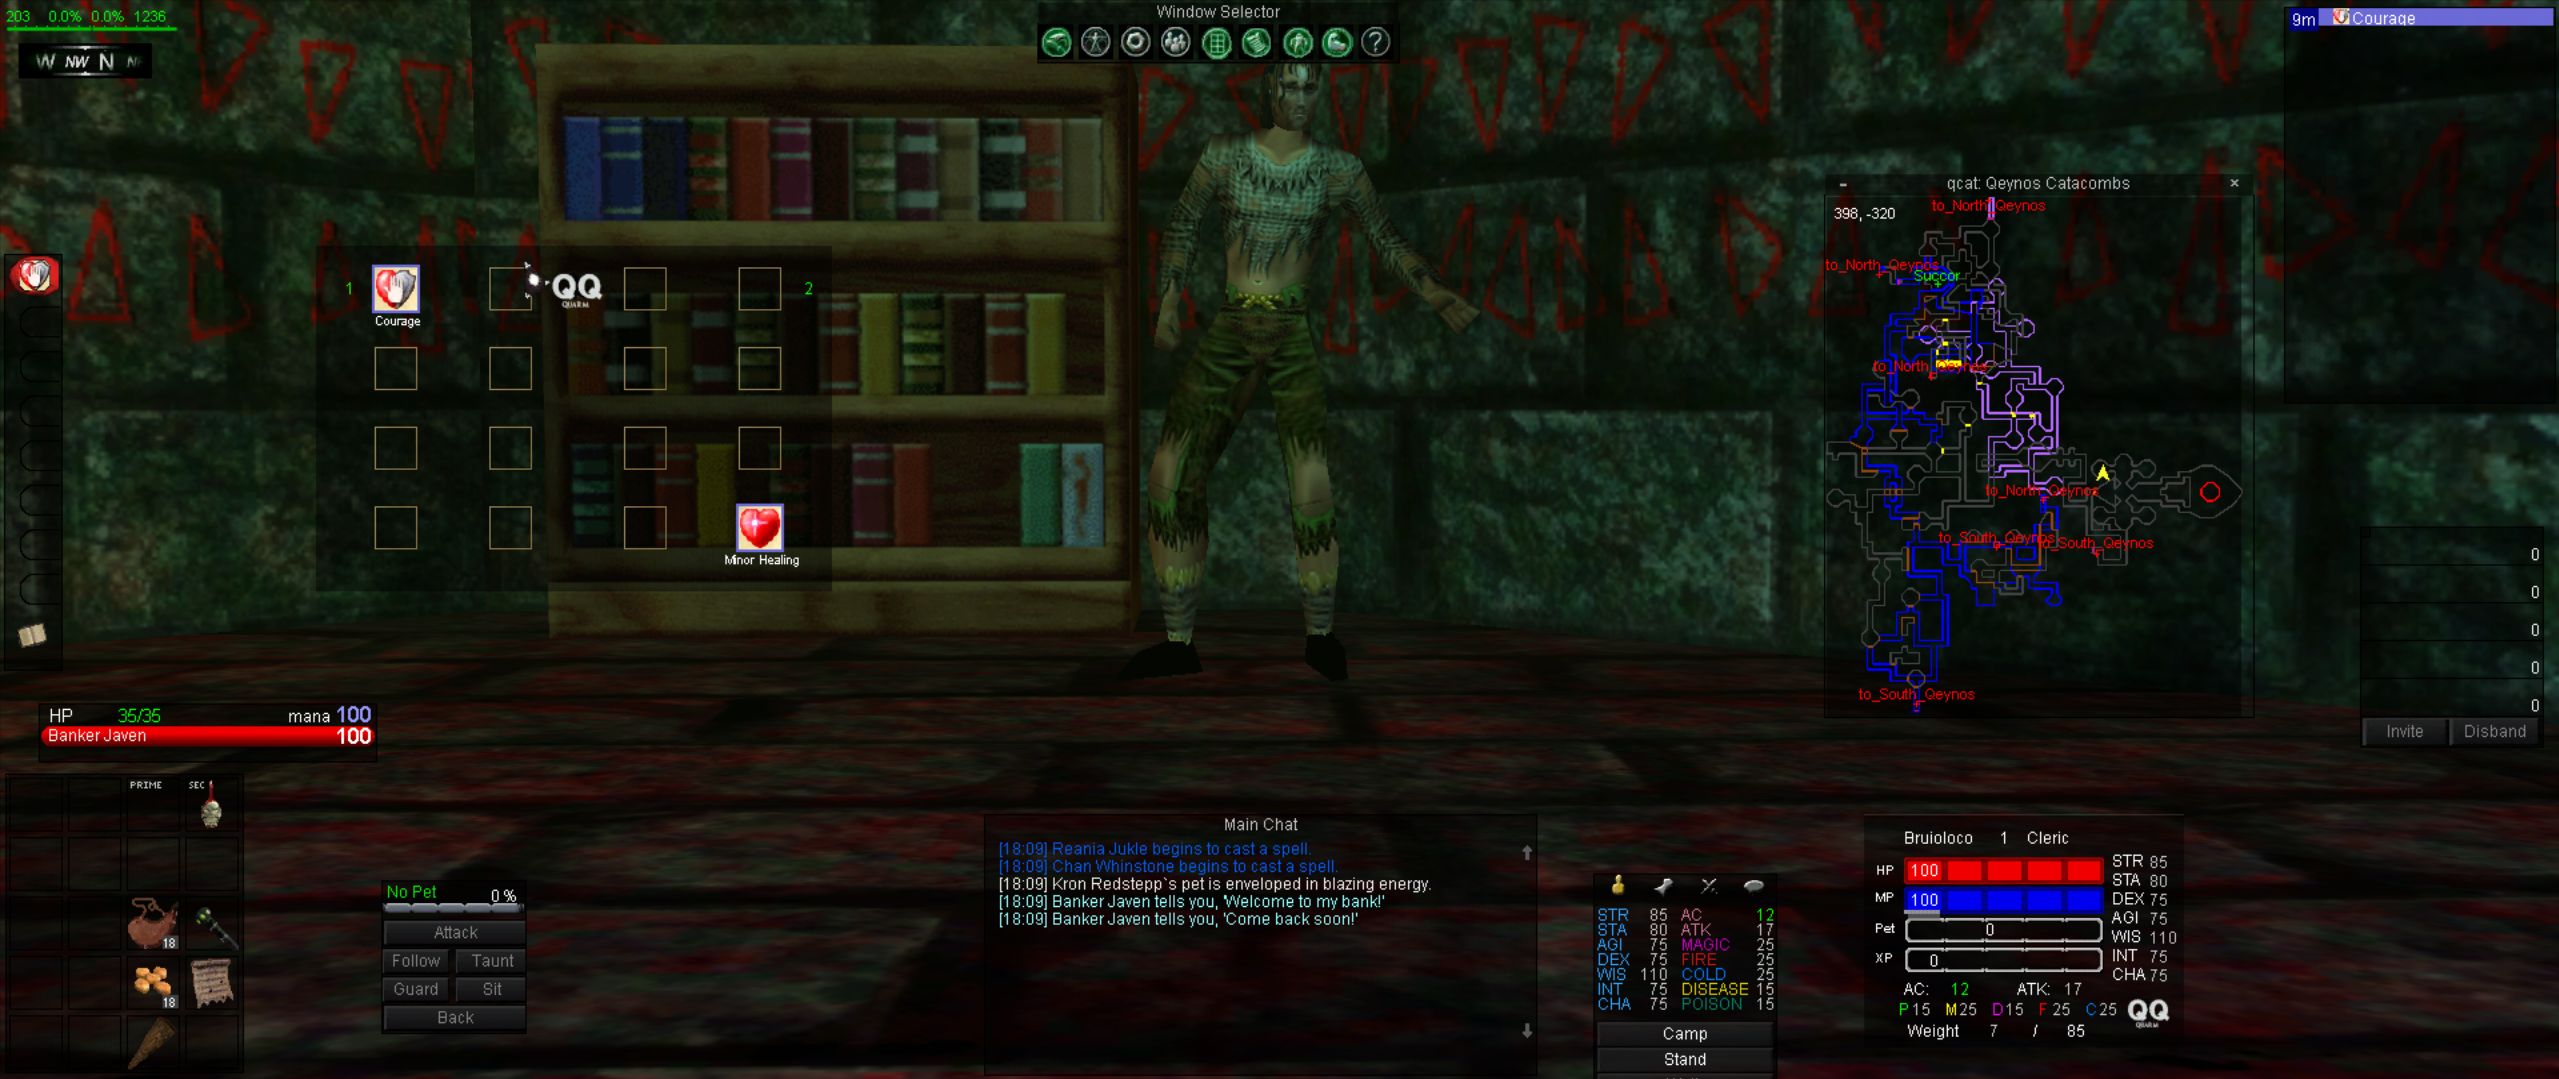 203 0.0% 0.0% 1236
W NW N
Window Selector
?
9m Courage
qcat: Qeynos Catacombs
398, -320
to_North_Qeynos
to_North_Qeynos
Succor
to_North_Qeynos
to_North_Qeynos
to_South_Qeynos
to_South_Qeynos
to_South_Qeynos
1
2
QQ
QUARM
Courage
Minor Healing
0
0
0
0
0
Invite Disband
HP 35/35 mana 100
Banker Javen 100
PRIME SEC
18
18
No Pet 0 %
Attack
Follow Taunt
Guard Sit
Back
Main Chat
[18:09] Reania Jukle begins to cast a spell.
[18:09] Chan Whinstone begins to cast a spell.
[18:09] Kron Redstepp`s pet is enveloped in blazing energy.
[18:09] Banker Javen tells you, 'Welcome to my bank!'
[18:09] Banker Javen tells you, 'Come back soon!'
STR 85 AC 12
STA 80 ATK 17
AGI 75 MAGIC 25
DEX 75 FIRE 25
WIS 110 COLD 25
INT 75 DISEASE 15
CHA 75 POISON 15
Camp
Stand
Bruioloco 1 Cleric
HP 100
MP 100
Pet 0
XP 0
STR 85
STA 80
DEX 75
AGI 75
WIS 110
INT 75
CHA 75
AC: 12 ATK: 17
P 15 M 25 D 15 F 25 C 25
QQ
QUARM
Weight 7 / 85